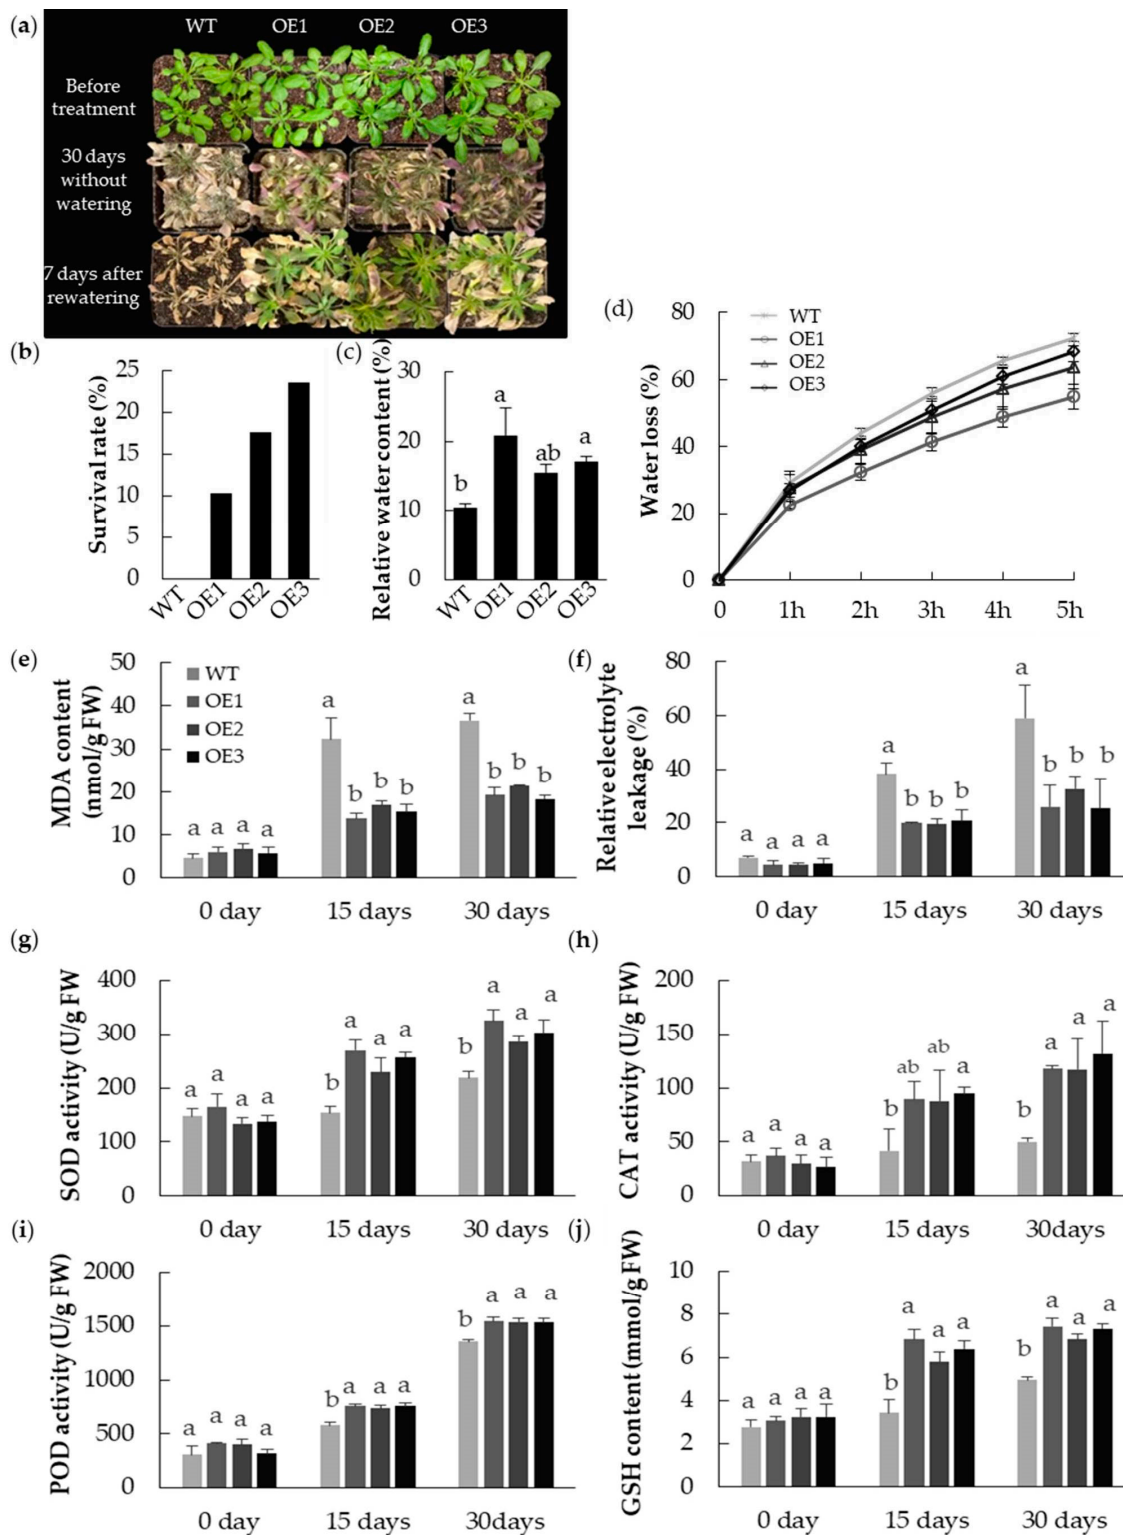 (a)
WT OE1 OE2 OE3
Before
treatment
30 days
without
watering
7 days after
rewatering
(b)
Survival rate (%)
25
20
15
10
5
0
WT OE1 OE2 OE3
(c)
Relative water content (%)
30
20
10
0
b a ab a
WT OE1 OE2 OE3
(d)
Water loss (%)
80
60
40
20
0
WT
OE1
OE2
OE3
0 1h 2h 3h 4h 5h
(e)
MDA content
(nmol/g FW)
50
40
30
20
10
0
WT
OE1
OE2
OE3
a a a a a b b b a b b b
0 day 15 days 30 days
(f)
Relative electrolyte
leakage (%)
80
60
40
20
0
a a a a a b b b a b b b
0 day 15 days 30 days
(g)
SOD activity (U/g FW
400
300
200
100
0
a a a a b a a a b a a a
0 day 15 days 30 days
(h)
CAT activity (U/g FW)
200
150
100
50
0
a a a a b ab ab a b a a a
0 day 15 days 30days
(i)
POD activity (U/g FW)
2000
1500
1000
500
0
a a a a b a a a b a a a
0 day 15 days 30days
(j)
GSH content (mmol/g FW)
10
8
6
4
2
0
a a a a b a a a b a a a
0 day 15 days 30 days